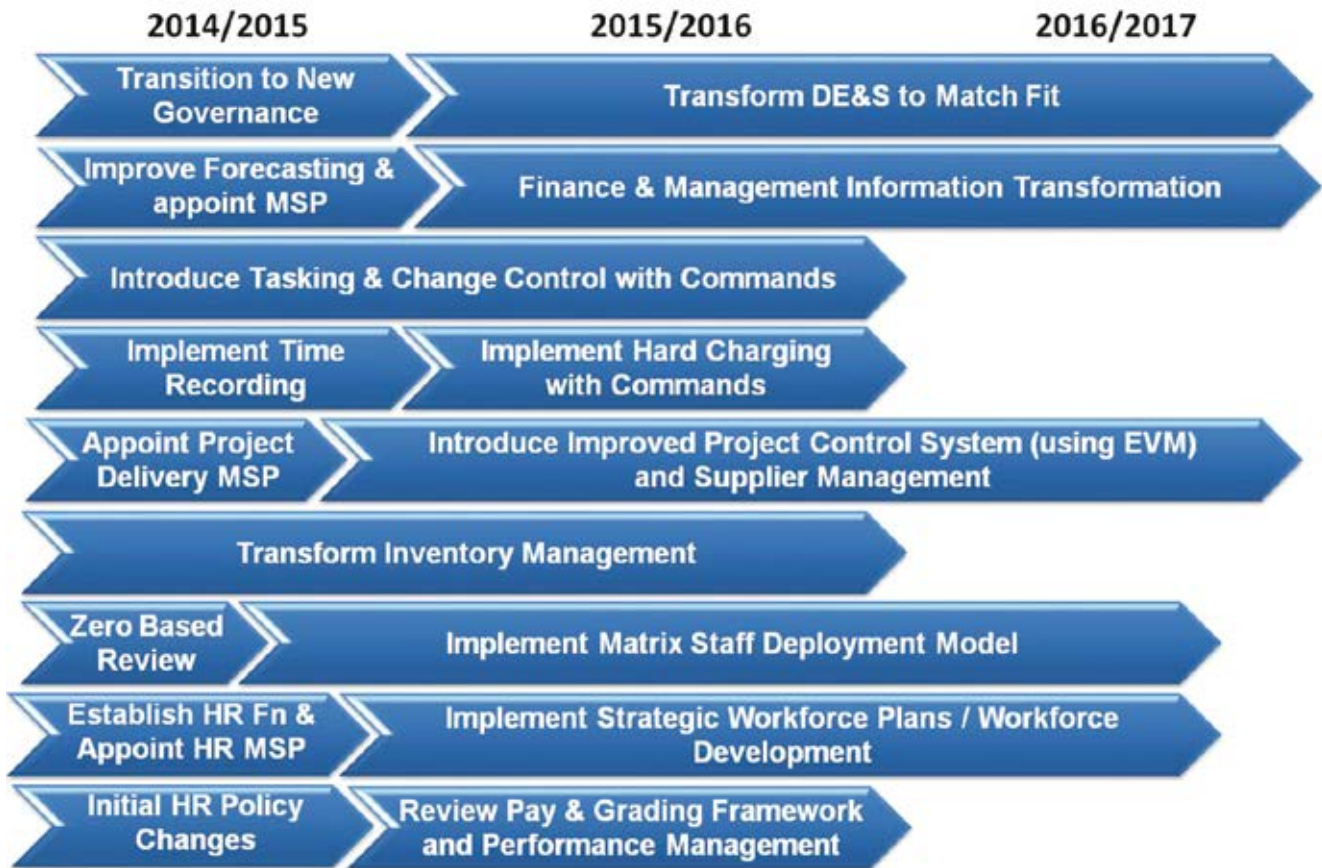 2014/2015 2015/2016 2016/2017
Transition to New
Governance
Transform DE&S to Match Fit
Improve Forecasting &
appoint MSP
Finance & Management Information Transformation
Introduce Tasking & Change Control with Commands
Implement Time
Recording
Implement Hard Charging
with Commands
Appoint Project
Delivery MSP
Introduce Improved Project Control System (using EVM)
and Supplier Management
Transform Inventory Management
Zero Based
Review
Implement Matrix Staff Deployment Model
Establish HR Fn &
Appoint HR MSP
Implement Strategic Workforce Plans / Workforce
Development
Initial HR Policy
Changes
Review Pay & Grading Framework
and Performance Management